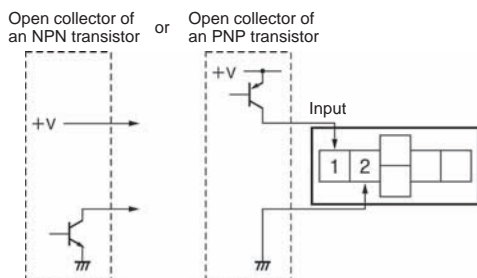 Open collector of
an NPN transistor
or
Open collector of
an PNP transistor
+V
+V
Input
1 2